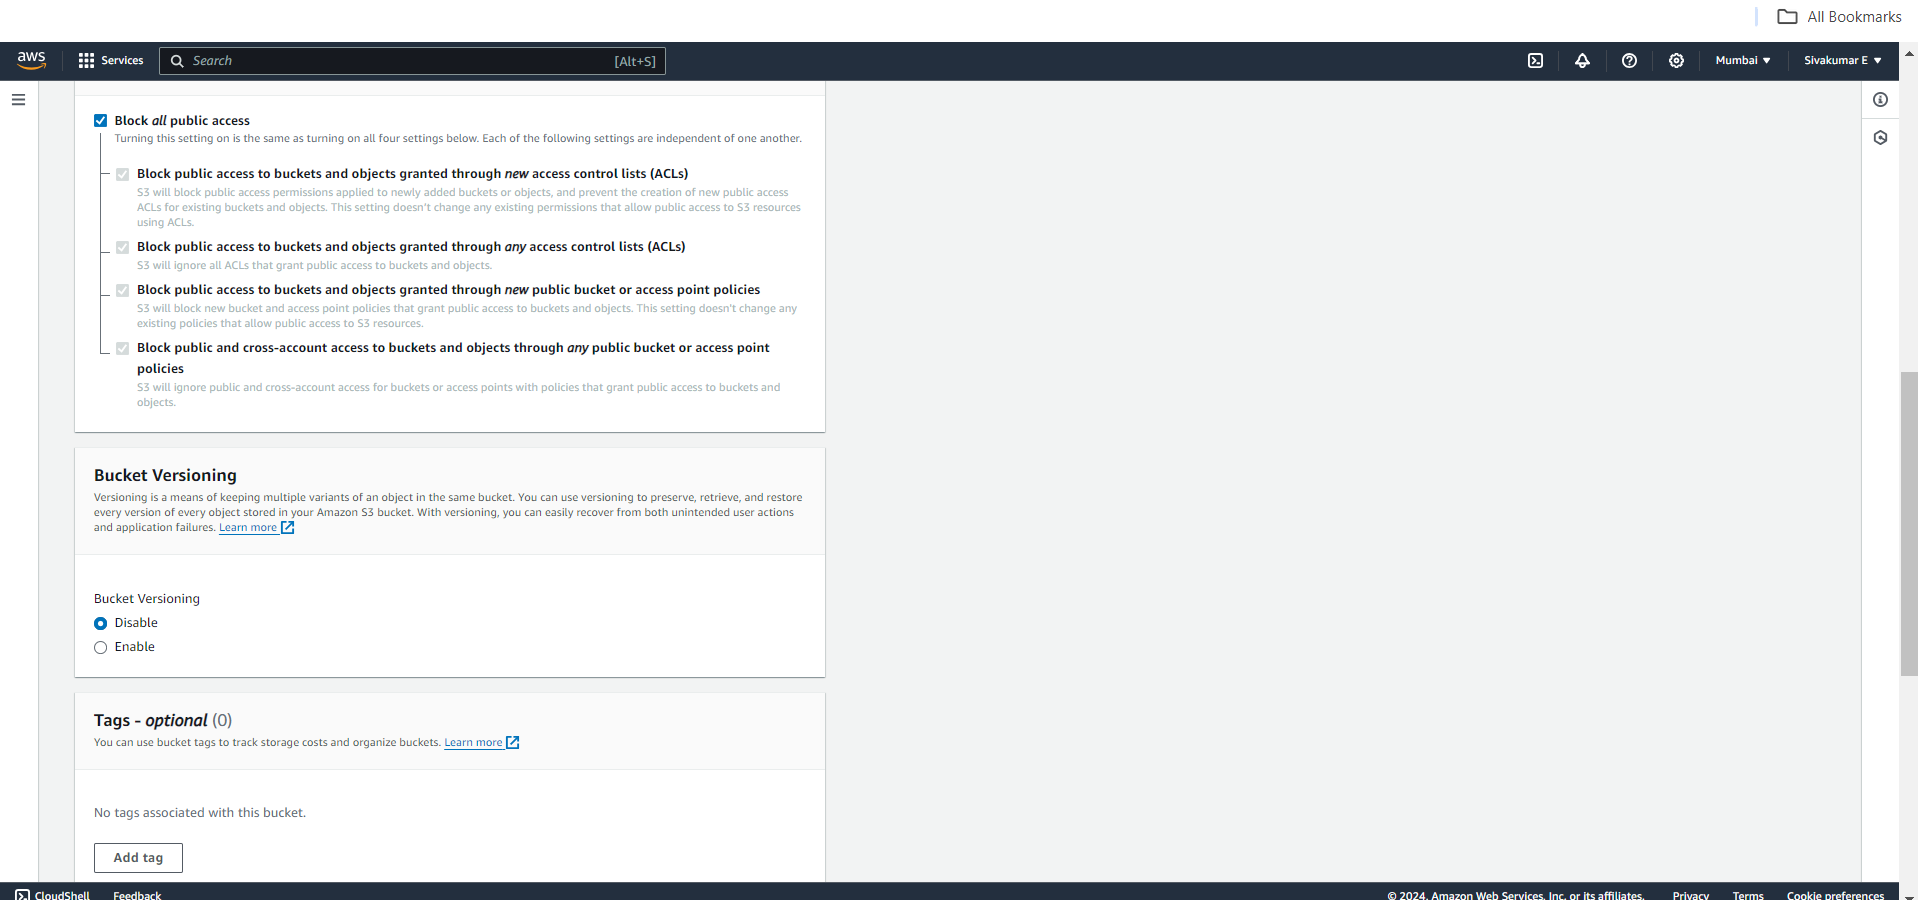 All Bookmarks
aws
Services
Search
[Alt+S]
Mumbai
Sivakumar E
Block all public access
Turning this setting on is the same as turning on all four settings below. Each of the following settings are independent of one another.
Block public access to buckets and objects granted through new access control lists (ACLs)
S3 will block public access permissions applied to newly added buckets or objects, and prevent the creation of new public access
ACLs for existing buckets and objects. This setting doesn't change any existing permissions that allow public access to S3 resources
using ACLs.
Block public access to buckets and objects granted through any access control lists (ACLs)
S3 will ignore all ACLs that grant public access to buckets and objects.
Block public access to buckets and objects granted through new public bucket or access point policies
S3 will block new bucket and access point policies that grant public access to buckets and objects. This setting doesn't change any
existing policies that allow public access to S3 resources.
Block public and cross-account access to buckets and objects through any public bucket or access point
policies
S3 will ignore public and cross-account access for buckets or access points with policies that grant public access to buckets and
objects.
Bucket Versioning
Versioning is a means of keeping multiple variants of an object in the same bucket. You can use versioning to preserve, retrieve, and restore
every version of every object stored in your Amazon S3 bucket. With versioning, you can easily recover from both unintended user actions
and application failures. Learn more
Bucket Versioning
Disable
Enable
Tags - optional (0)
You can use bucket tags to track storage costs and organize buckets. Learn more
No tags associated with this bucket.
Add tag
CloudShell
Feedback
© 2024, Amazon Web Services, Inc. or its affiliates.
Privacy
Terms
Cookie preferences